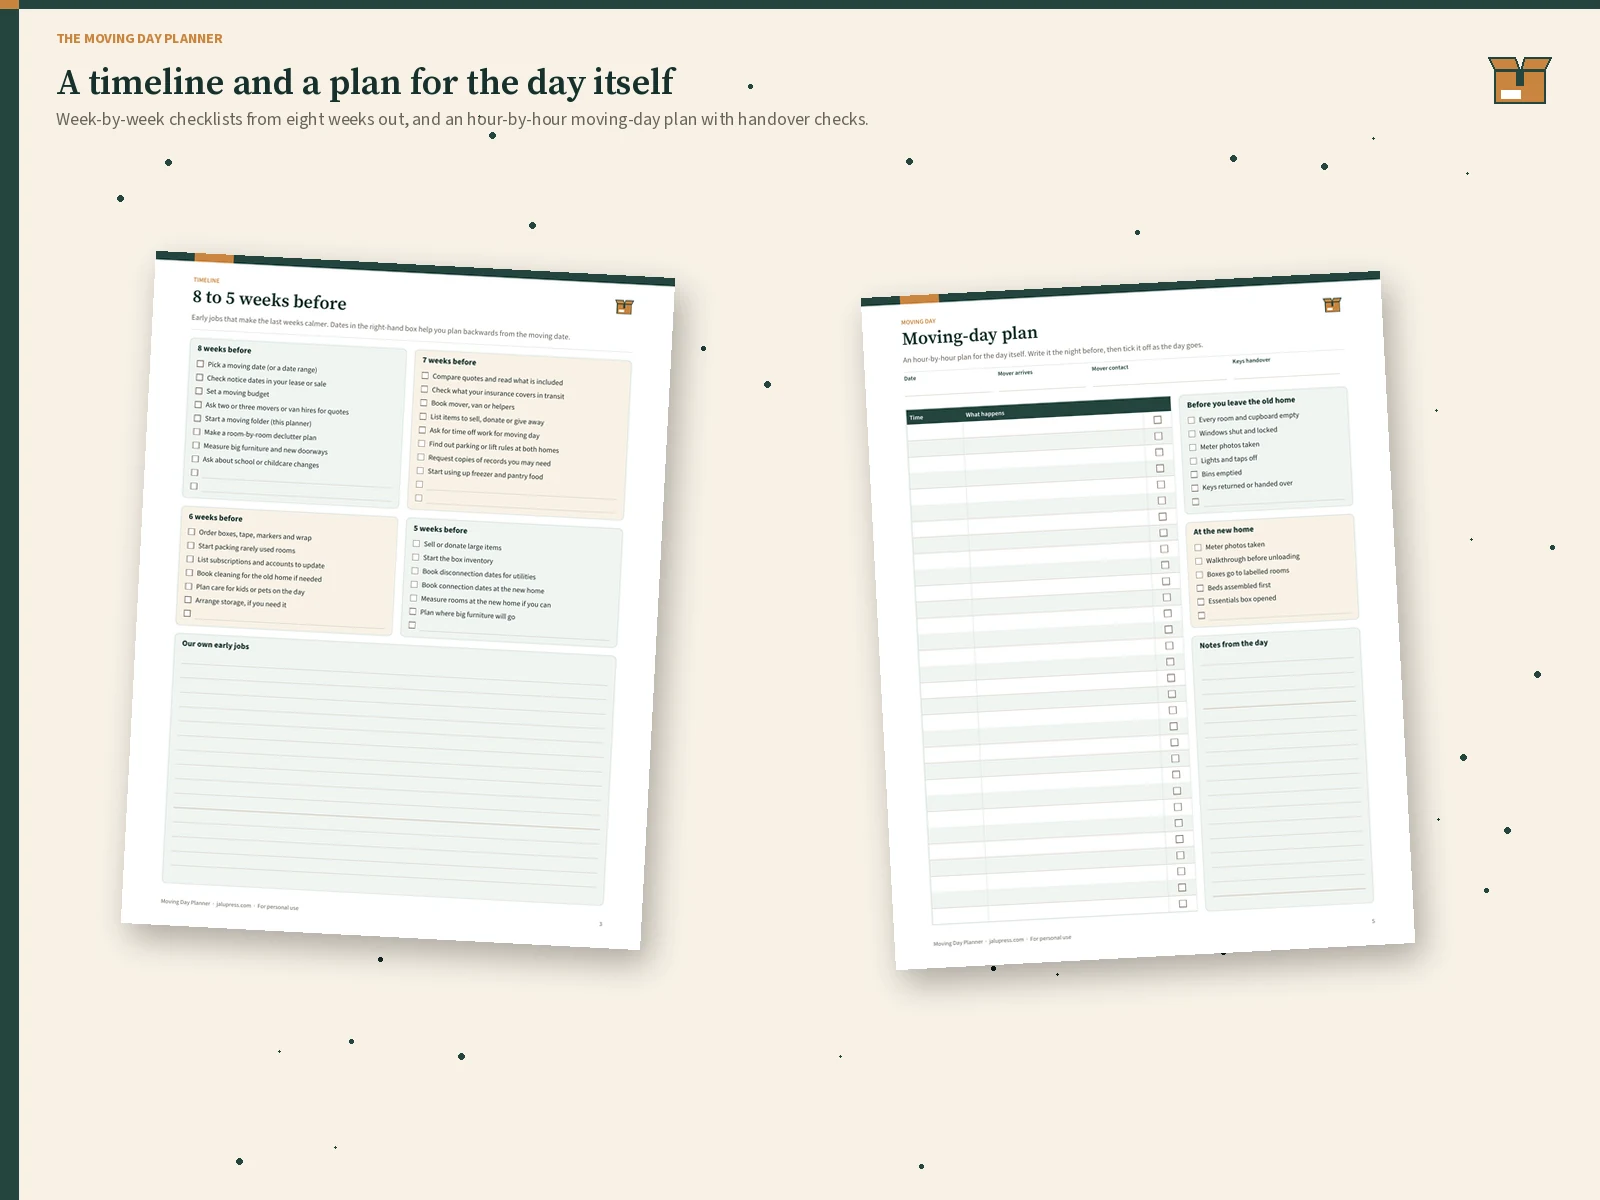 THE MOVING DAY PLANNER
A timeline and a plan for the day itself
Week-by-week checklists from eight weeks out, and an hour-by-hour moving-day plan with handover checks.
TIMELINE
8 to 5 weeks before
Early jobs that make the last weeks calmer. Dates in the right-hand box help you plan backwards from the moving date.
8 weeks before
Pick a moving date (or a date range)
Check notice dates in your lease or sale
Set a moving budget
Ask two or three movers or van hires for quotes
Start a moving folder (this planner)
Make a room-by-room declutter plan
Measure big furniture and new doorways
Ask about school or childcare changes
7 weeks before
Compare quotes and read what is included
Check what your insurance covers in transit
Book mover, van or helpers
List items to sell, donate or give away
Ask for time off work for moving day
Find out parking or lift rules at both homes
Request copies of records you may need
Start using up freezer and pantry food
6 weeks before
Order boxes, tape, markers and wrap
Start packing rarely used rooms
List subscriptions and accounts to update
Book cleaning for the old home if needed
Plan care for kids or pets on the day
Arrange storage, if you need it
5 weeks before
Sell or donate large items
Start the box inventory
Book disconnection dates for utilities
Book connection dates at the new home
Measure rooms at the new home if you can
Plan where big furniture will go
Our own early jobs
Moving Day Planner · jalupress.com · For personal use
3
MOVING DAY
Moving-day plan
An hour-by-hour plan for the day itself. Write it the night before, then tick it off as the day goes.
Date
Mover arrives
Mover contact
Keys handover
Time
What happens
Before you leave the old home
Every room and cupboard empty
Windows shut and locked
Meter photos taken
Lights and taps off
Bins emptied
Keys returned or handed over
At the new home
Meter photos taken
Walkthrough before unloading
Boxes go to labelled rooms
Beds assembled first
Essentials box opened
Notes from the day
Moving Day Planner · jalupress.com · For personal use
5